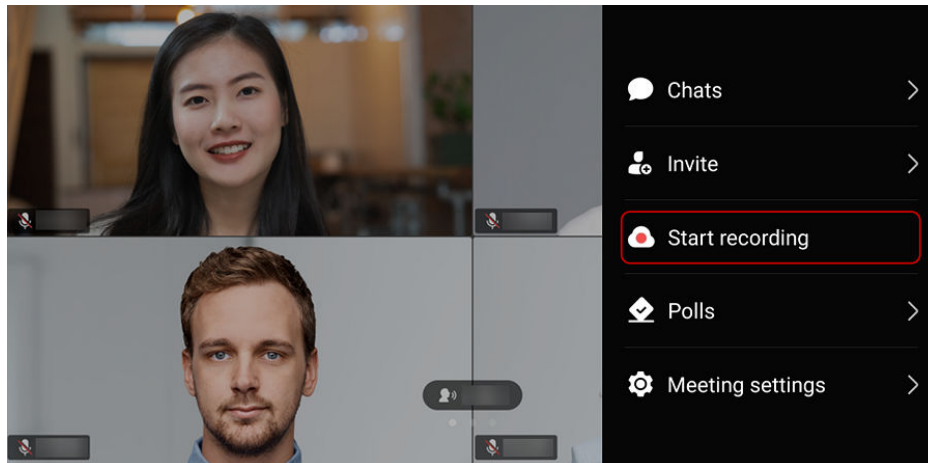 Chats
Invite
Start recording
Polls
Meeting settings